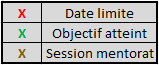 X Date limite
X Objectif atteint
X Session mentorat